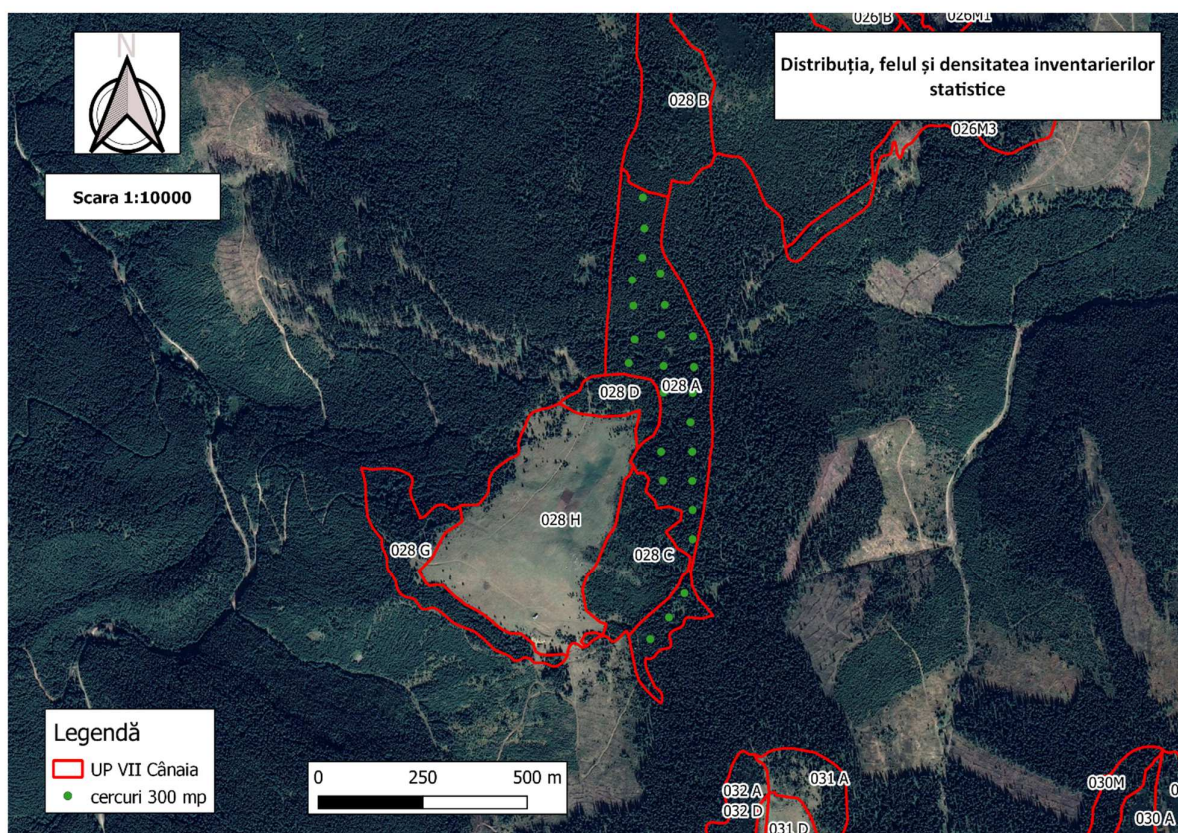 026 B
026M1
N
Distribuția, felul și densitatea inventarierilor
statistice
028 B
026M3
Scara 1:10000
028 D
028 A
028 H
028 G
028 C
Legendă
UP VII Cânaia
cercuri 300 mp
0 250 500 m
032 A
031 A
030M
032 D
031 D
030 A